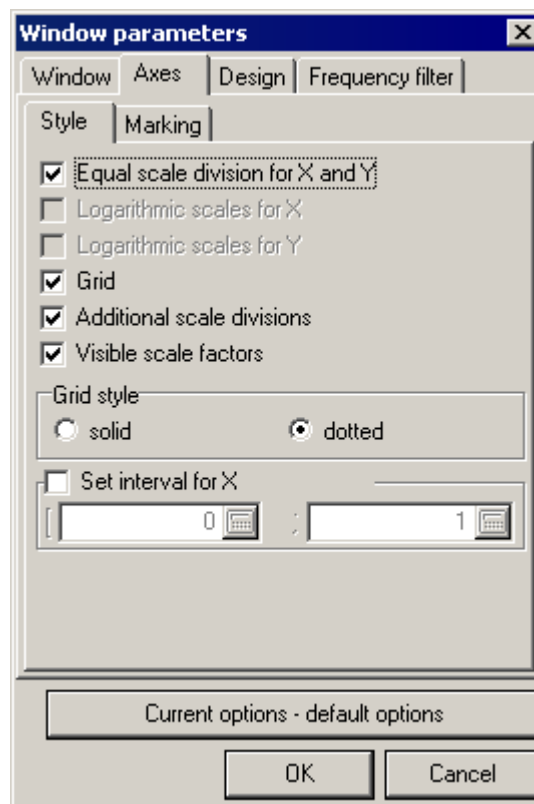 Window parameters
Window Axes Design Frequency filter
Style Marking
Equal scale division for X and Y
Logarithmic scales for X
Logarithmic scales for Y
Grid
Additional scale divisions
Visible scale factors
Grid style
solid dotted
Set interval for X
[ 0 ; 1
Current options - default options
OK Cancel